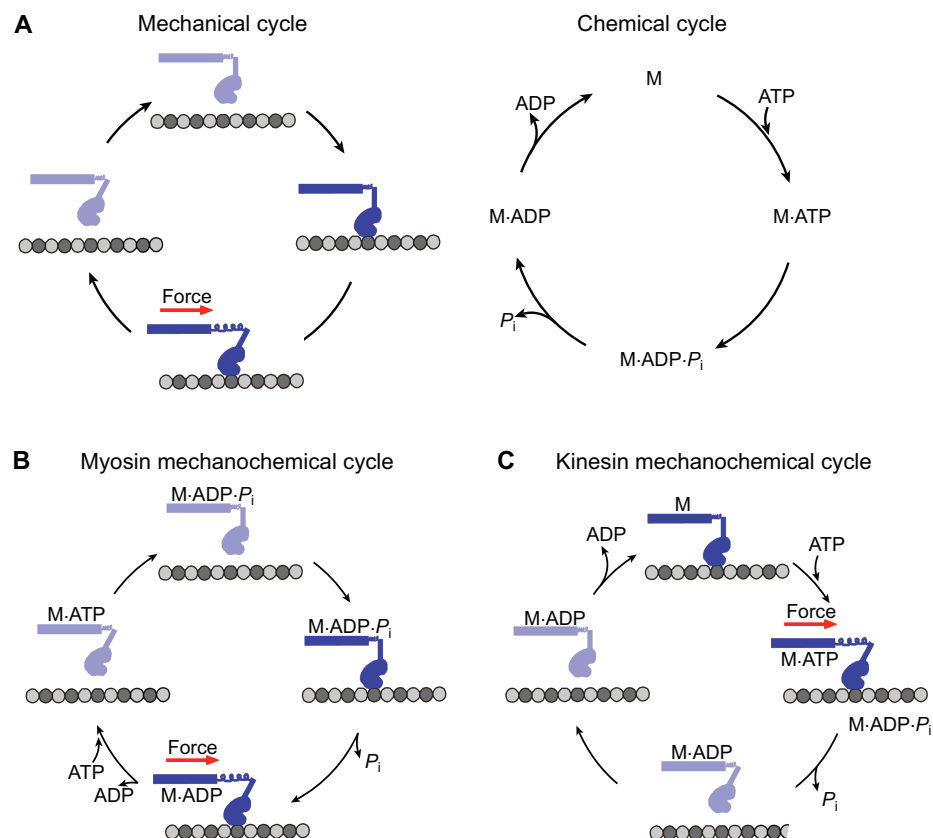 A
Mechanical cycle
Chemical cycle
M
ADP
ATP
M·ADP
M·ATP
Force
Pi
M·ADP·Pi
B
Myosin mechanochemical cycle
C
Kinesin mechanochemical cycle
M·ADP·Pi
M
ADP
ATP
M·ATP
M·ADP·Pi
M·ADP
Force
M·ATP
M·ADP·Pi
Force
Pi
M·ADP
ATP
ADP
M·ADP
Pi